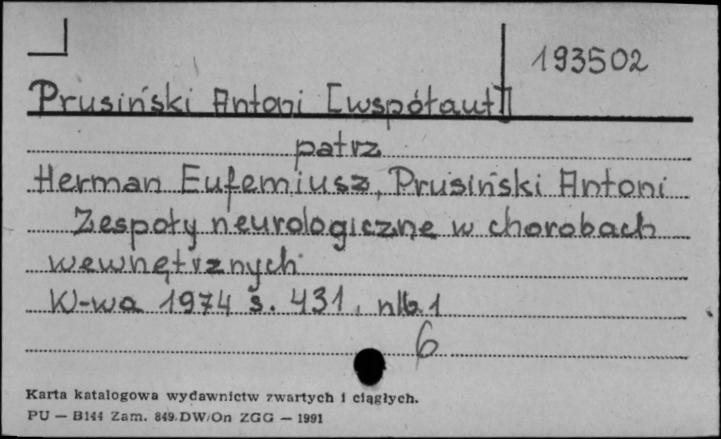 193502
Prusiński Antoni [współaut]
patrz
Herman Eufemiusz, Prusiński Antoni
Zespoły neurologiczne w chorobach
wewnętrznych
W-wa 1974 s. 431, nlb. 1
6
Karta katalogowa wydawnictw zwartych i ciągłych.
PU — B144 Zam. 849.DW/On ZGG — 1991